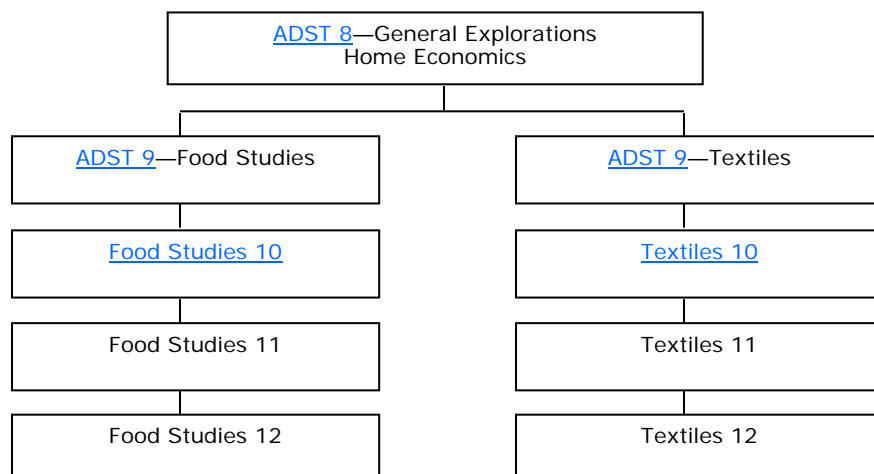 ADST 8—General Explorations
Home Economics
ADST 9—Food Studies
ADST 9—Textiles
Food Studies 10
Textiles 10
Food Studies 11
Textiles 11
Food Studies 12
Textiles 12